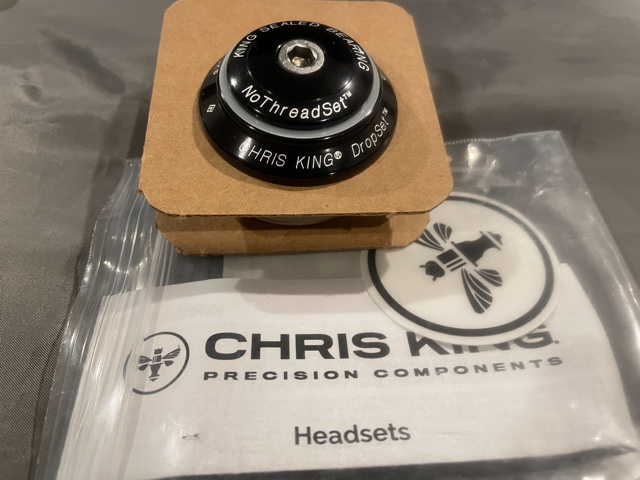 KING SEALED BEARING
NoThreadSet™
CHRIS KING® DropSet™
CHRIS KING
PRECISION COMPONENTS
Headsets